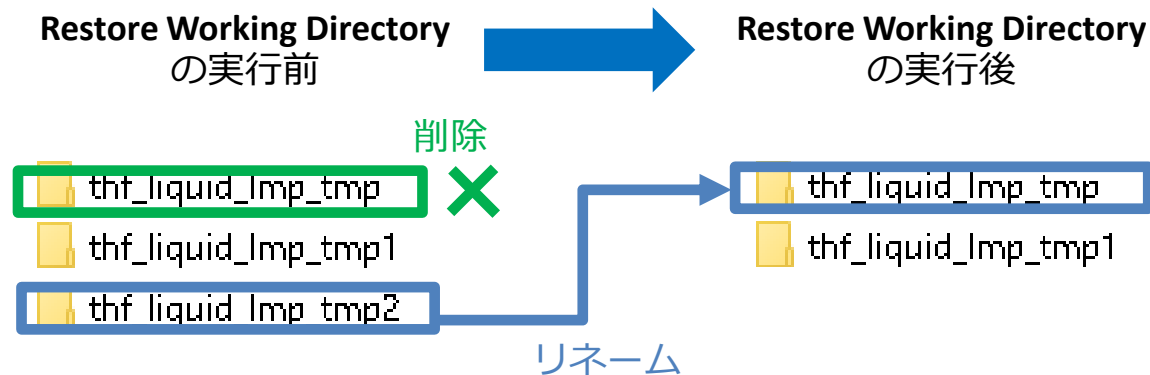 Restore Working Directory
の実行前
Restore Working Directory
の実行後
削除
thf_liquid_lmp_tmp
thf_liquid_lmp_tmp1
thf_liquid_lmp_tmp2
thf_liquid_lmp_tmp
thf_liquid_lmp_tmp1
リネーム